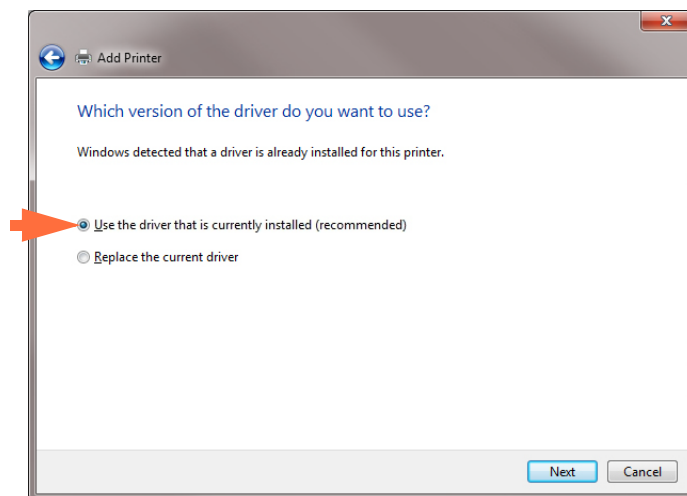 Add Printer
Which version of the driver do you want to use?
Windows detected that a driver is already installed for this printer.
Use the driver that is currently installed (recommended)
Replace the current driver
Next Cancel